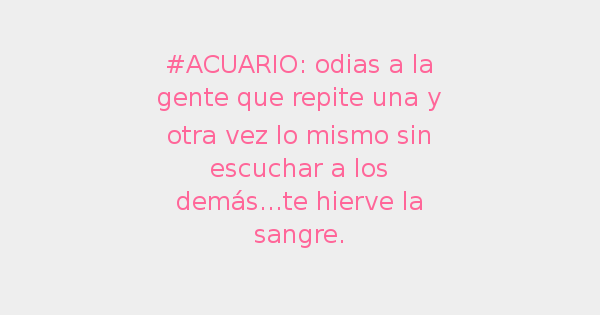 #ACUARIO: odias a la
gente que repite una y
otra vez lo mismo sin
escuchar a los
demás...te hierve la
sangre.